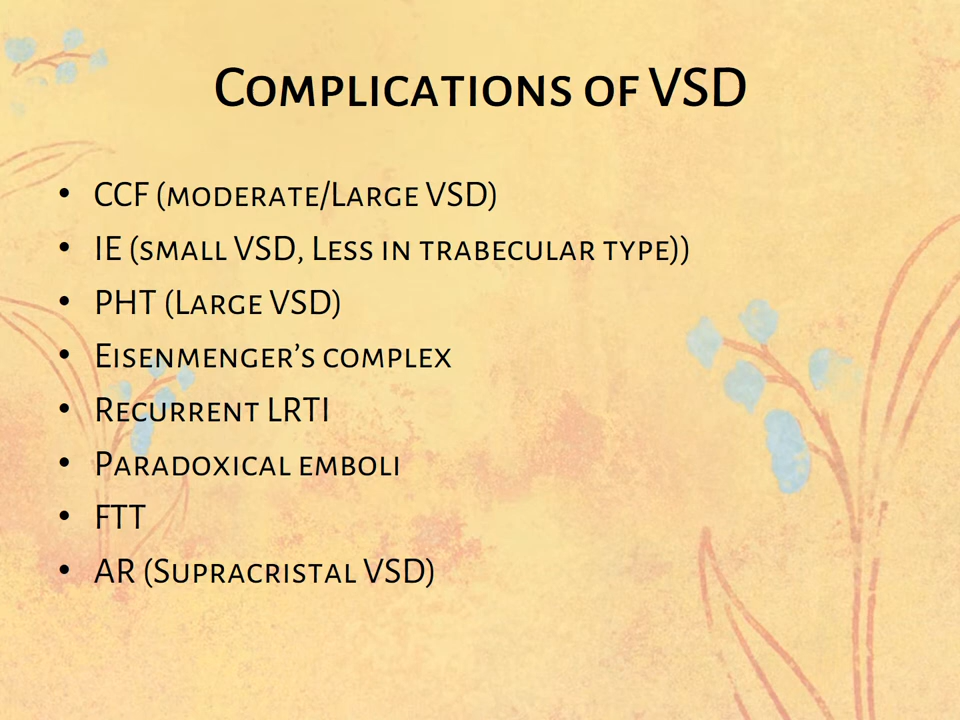 Complications of VSD
• CCF (moderate/Large VSD)
• IE (small VSD, Less in trabecular type))
• PHT (Large VSD)
• Eisenmenger’s complex
• Recurrent LRTI
• Paradoxical emboli
• FTT
• AR (Supracristal VSD)